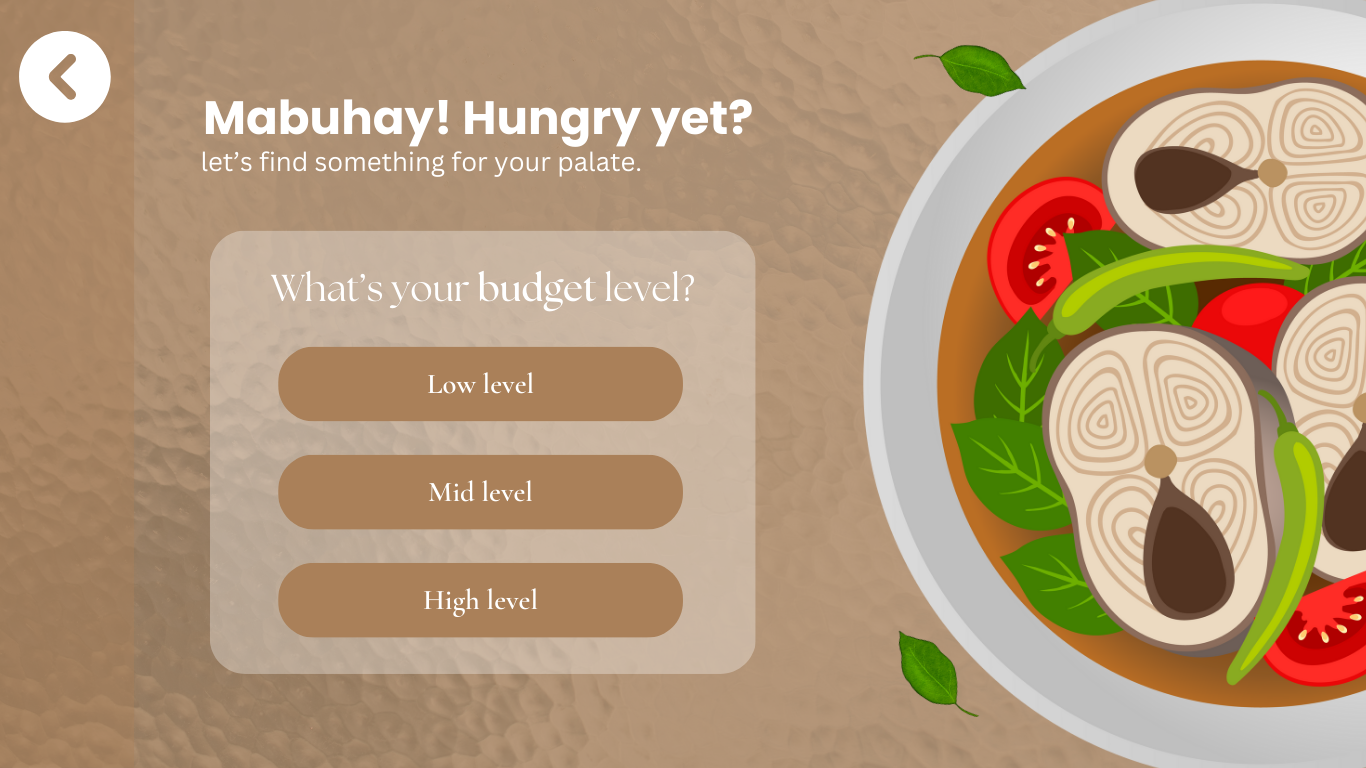 Mabuhay! Hungry yet?
let’s find something for your palate.
What’s your budget level?
Low level
Mid level
High level